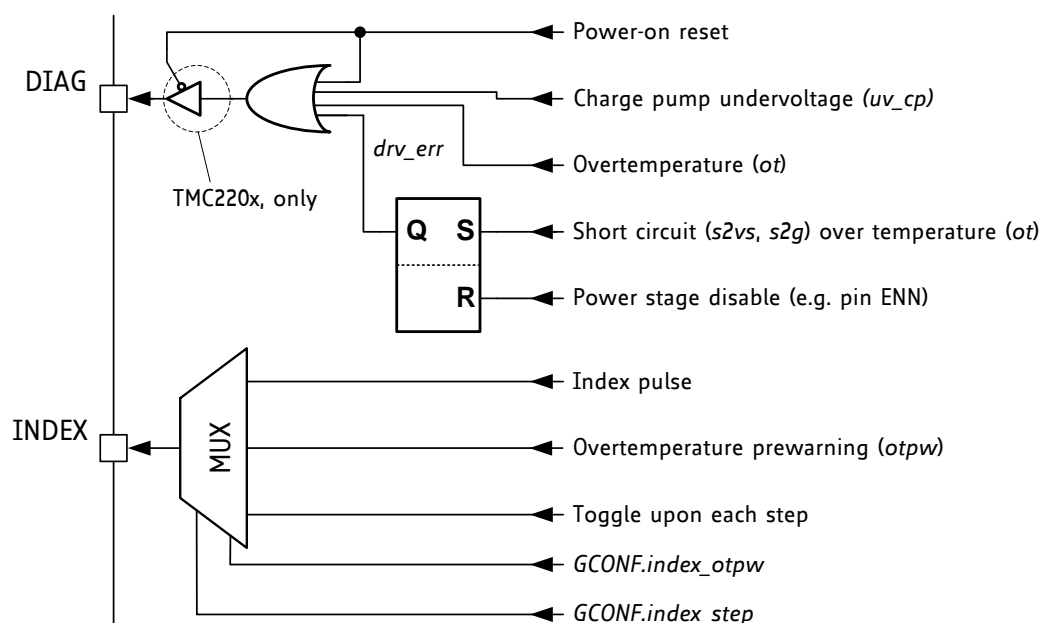 Power-on reset
DIAG
Charge pump undervoltage (uv_cp)
drv_err
Overtemperature (ot)
TMC220x, only
Q S
Short circuit (s2vs, s2g) over temperature (ot)
R
Power stage disable (e.g. pin ENN)
Index pulse
INDEX
MUX
Overtemperature prewarning (otpw)
Toggle upon each step
GCONF.index_otpw
GCONF.index step